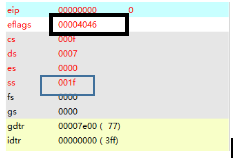 eip 00000000 0
eflags 00004046
cs 000f
ds 0007
es 0000
ss 001f
fs 0000
gs 0000
gdtr 00007e00 ( 77)
idtr 00000000 ( 3ff)